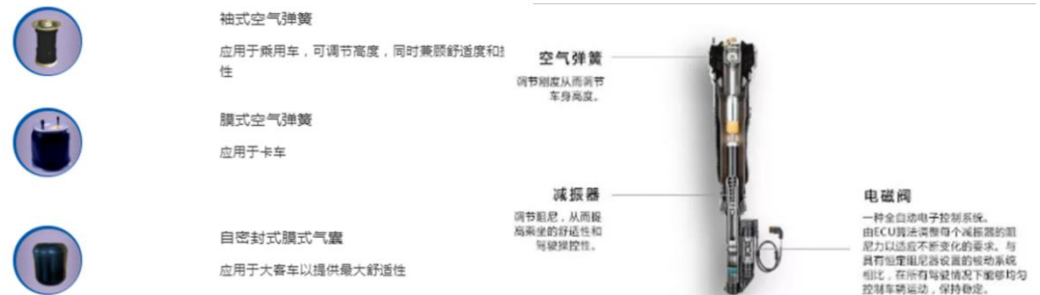 袖式空气弹簧
应用于乘用车，可调节高度，同时兼顾舒适度和
性
膜式空气弹簧
应用于卡车
自密封式膜式气囊
应用于大客车以提供最大舒适性
空气弹簧
调节刚度从而调节
车身高度。
减振器
调节阻尼，从而提
高乘坐的舒适性和
驾驶操控性。
电磁阀
一种全自动电子控制系统。
由ECU算法调整每个减振器的阻
尼力以适应不断变化的要求。与
具有恒定阻尼器设置的被动系统
相比，在所有驾驶情况下能够均匀
控制车辆运动，保持稳定。